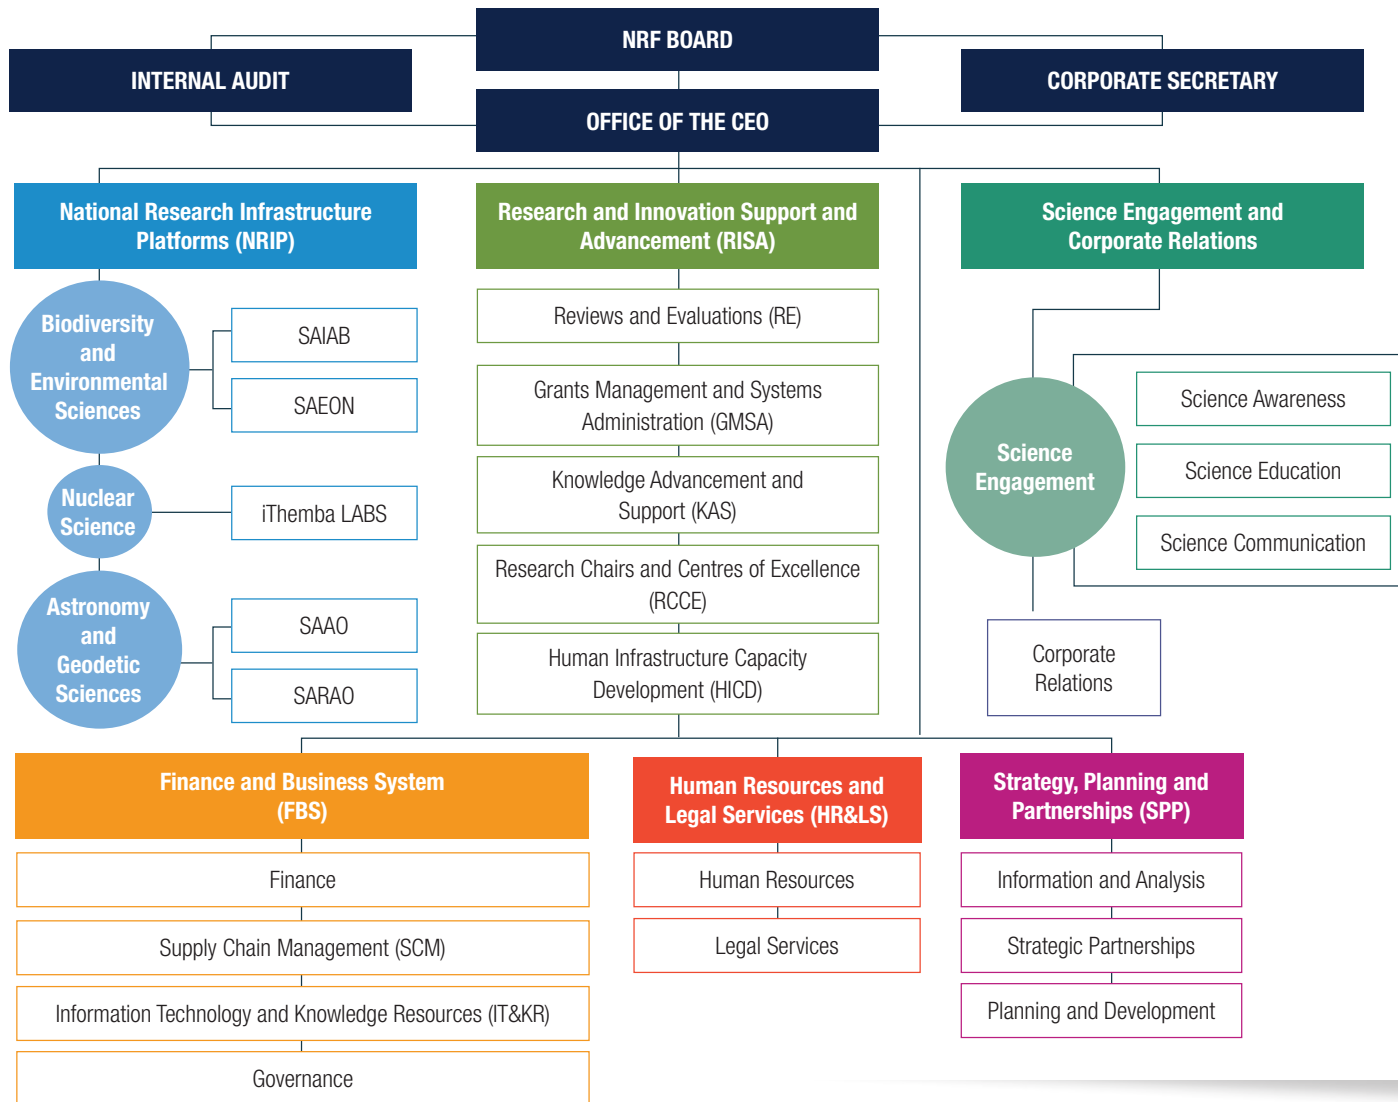 NRF BOARD
INTERNAL AUDIT
CORPORATE SECRETARY
OFFICE OF THE CEO
National Research Infrastructure
Platforms (NRIP)
Biodiversity
and
Environmental
Sciences
SAIAB
SAEON
Nuclear
Science
iThemba LABS
Astronomy
and
Geodetic
Sciences
SAAO
SARAO
Research and Innovation Support and
Advancement (RISA)
Reviews and Evaluations (RE)
Grants Management and Systems
Administration (GMSA)
Knowledge Advancement and
Support (KAS)
Research Chairs and Centres of Excellence
(RCCE)
Human Infrastructure Capacity
Development (HICD)
Science Engagement and
Corporate Relations
Science
Engagement
Science Awareness
Science Education
Science Communication
Corporate
Relations
Finance and Business System
(FBS)
Finance
Supply Chain Management (SCM)
Information Technology and Knowledge Resources (IT&KR)
Governance
Human Resources and
Legal Services (HR&LS)
Human Resources
Legal Services
Strategy, Planning and
Partnerships (SPP)
Information and Analysis
Strategic Partnerships
Planning and Development